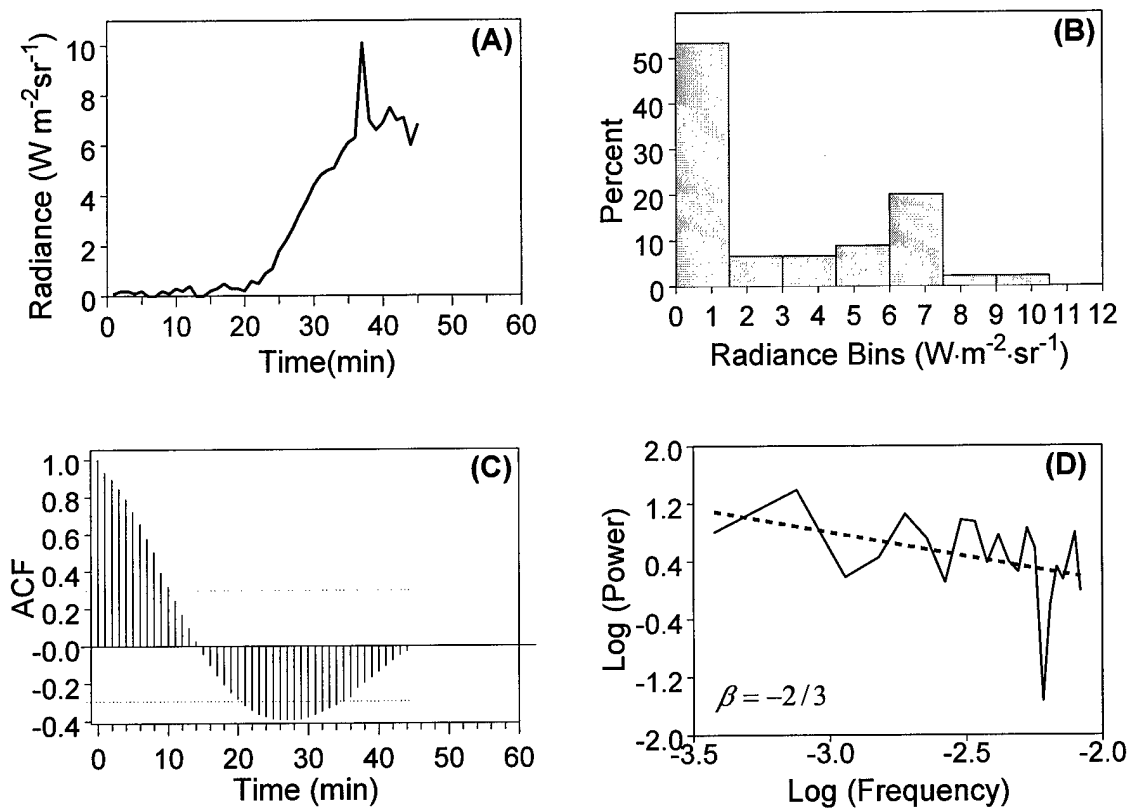 (A)
Radiance (W m-2sr-1)
10
8
6
4
2
0
0 10 20 30 40 50 60
Time(min)
(B)
Percent
50
40
30
20
10
0
0 1 2 3 4 5 6 7 8 9 10 11 12
Radiance Bins (W·m-2·sr-1)
(C)
ACF
1.0
0.8
0.6
0.4
0.2
-0.0
-0.2
-0.4
0 10 20 30 40 50 60
Time (min)
(D)
Log (Power)
2.0
1.2
0.4
-0.4
-1.2
-2.0
β = -2/3
-3.5 -3.0 -2.5 -2.0
Log (Frequency)